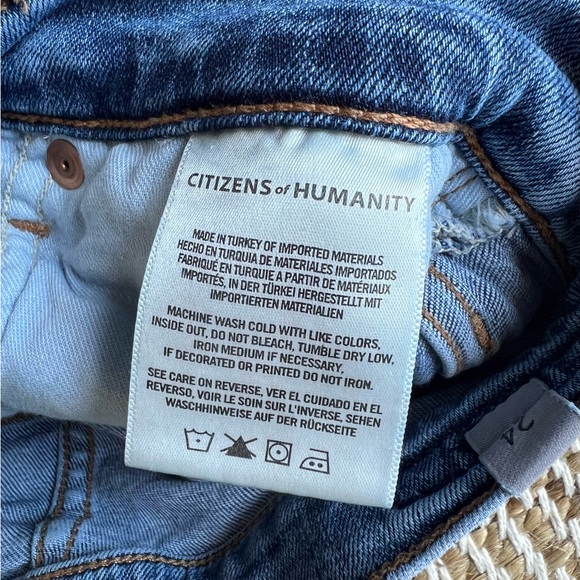 CITIZENS of HUMANITY
MADE IN TURKEY OF IMPORTED MATERIALS
HECHO EN TURQUIA DE MATERIALES IMPORTADOS
FABRIQUÉ EN TURQUIE A PARTIR DE MATÉRIAUX
IMPORTÉS, IN DER TÜRKEI HERGESTELLT MIT
IMPORTIERTEN MATERIALIEN
MACHINE WASH COLD WITH LIKE COLORS,
INSIDE OUT, DO NOT BLEACH, TUMBLE DRY LOW,
IRON MEDIUM IF NECESSARY,
IF DECORATED OR PRINTED DO NOT IRON.
SEE CARE ON REVERSE, VER EL CUIDADO EN EL
REVERSO, VOIR LE SOIN SUR L'INVERSE, SEHEN
WASCHHINWEISE AUF DER RÜCKSEITE
24